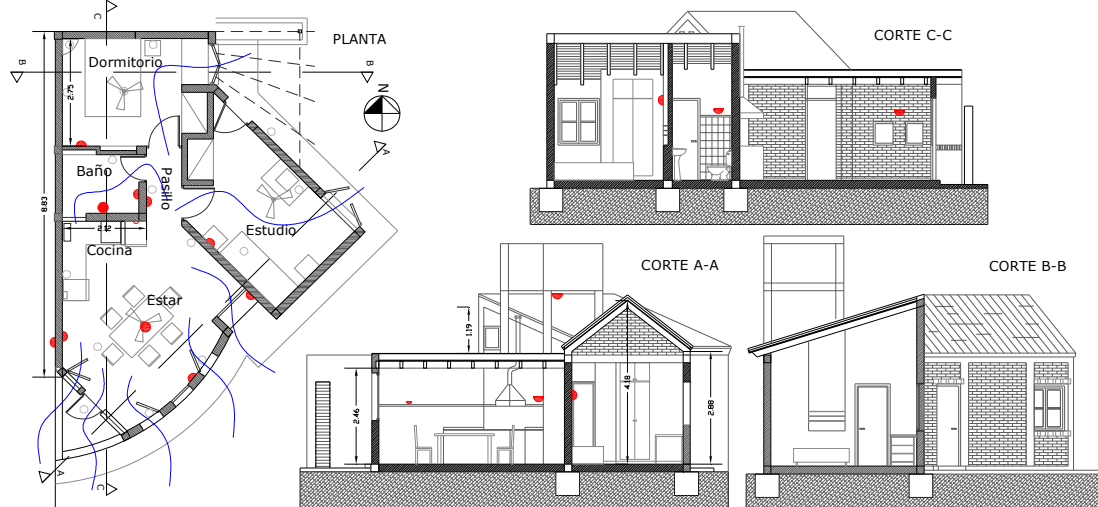 C
PLANTA
Dormitorio
B
B
2.75
N
A
Baño
Pasillo
8.83
2.12
Estudio
Cocina
Estar
A
C
CORTE C-C
CORTE A-A
1.19
4.18
2.46
2.88
CORTE B-B